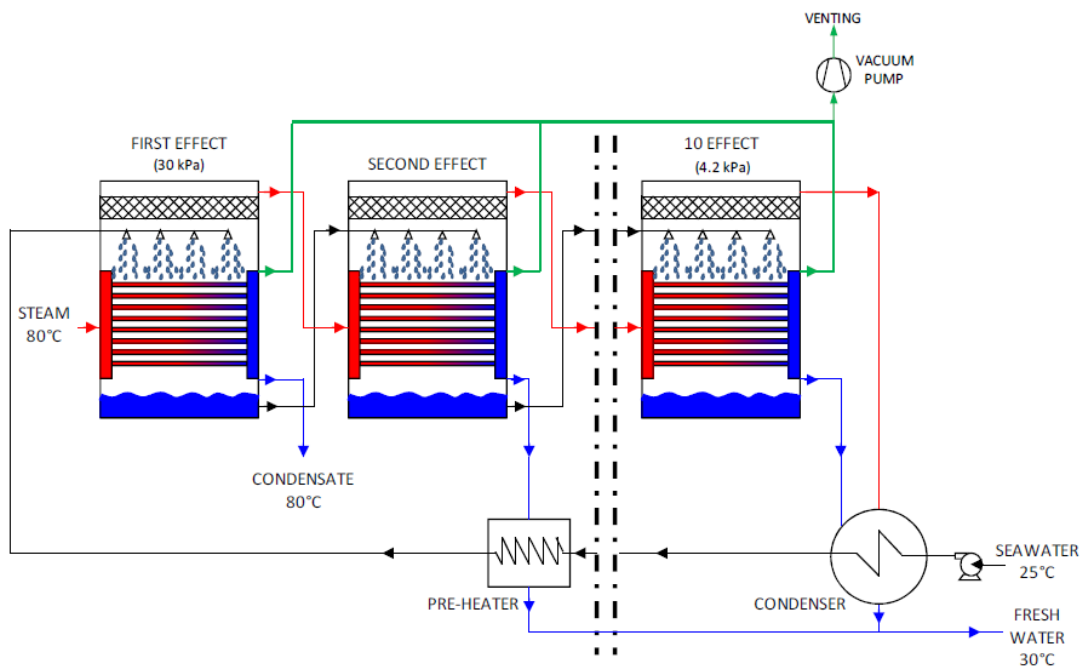 VENTING
VACUUM
PUMP
FIRST EFFECT
(30 kPa)
SECOND EFFECT
10 EFFECT
(4.2 kPa)
STEAM
80°C
CONDENSATE
80°C
PRE-HEATER
CONDENSER
SEAWATER
25°C
FRESH
WATER
30°C